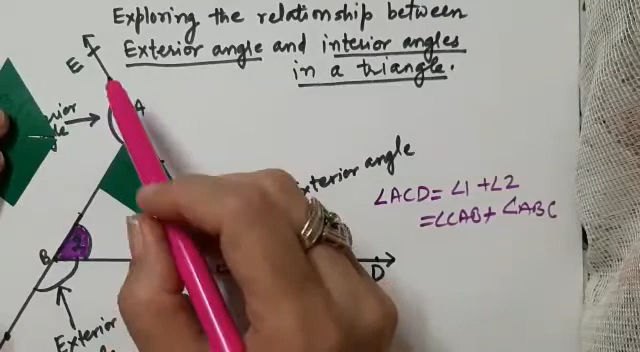 Exploring the relationship between
Exterior angle and interior angles
in a triangle.
E
A
exterior angle
∠ACD = ∠1 + ∠2
= ∠CAB + ∠ABC
B
2
D
Exterior